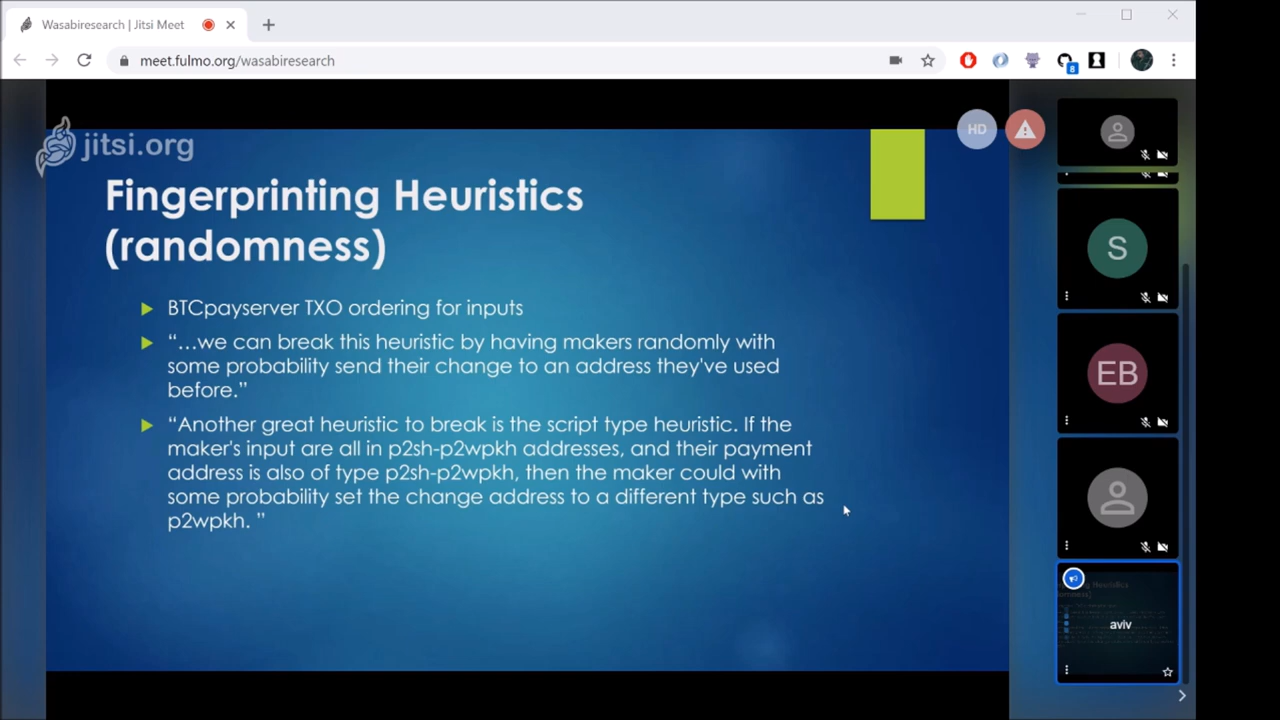 Wasabiresearch | Jitsi Meet
meet.fulmo.org/wasabiresearch
8
jitsi.org
HD
Fingerprinting Heuristics
(randomness)
BTCpayserver TXO ordering for inputs
“…we can break this heuristic by having makers randomly with
some probability send their change to an address they've used
before.”
“Another great heuristic to break is the script type heuristic. If the
maker's input are all in p2sh-p2wpkh addresses, and their payment
address is also of type p2sh-p2wpkh, then the maker could with
some probability set the change address to a different type such as
p2wpkh. ”
S
EB
aviv